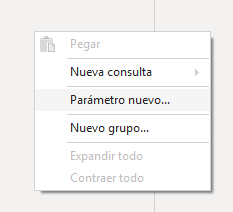 Pegar
Nueva consulta
Parámetro nuevo...
Nuevo grupo...
Expandir todo
Contraer todo